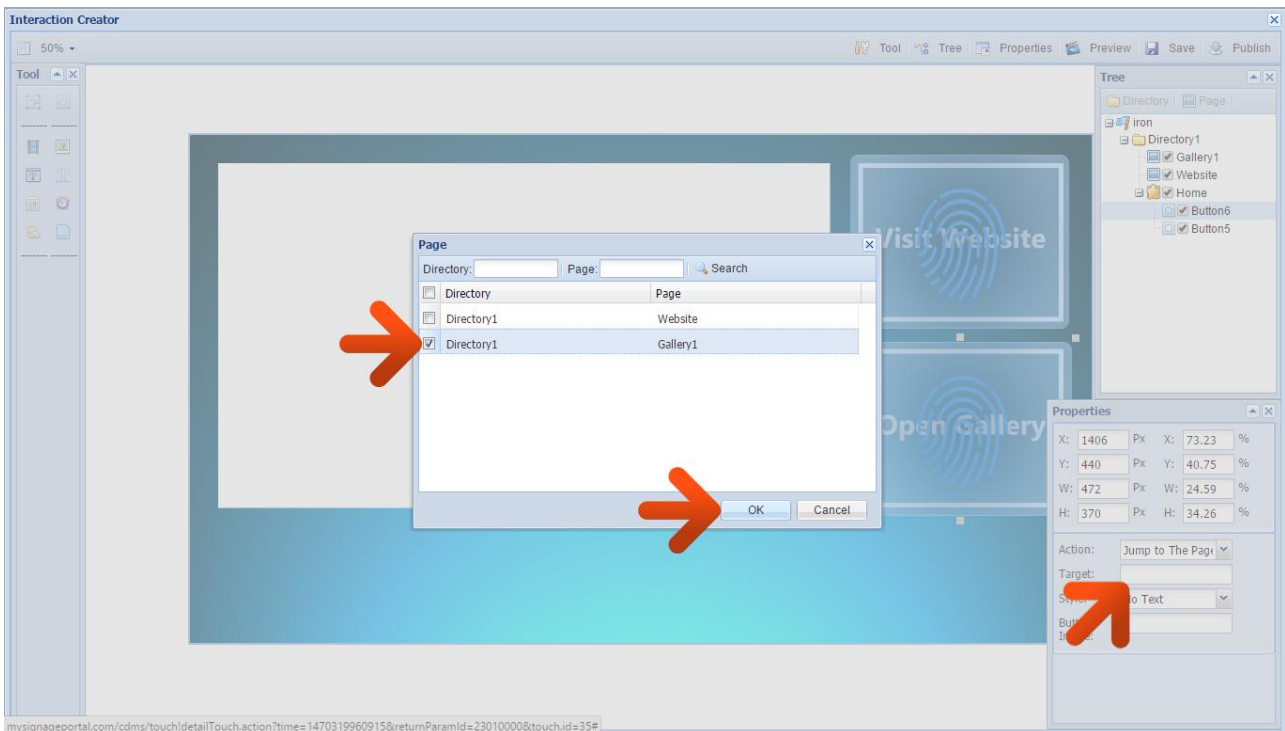 Interaction Creator
50%
Tool Tree Properties Preview Save Publish
Tool
Tree
Directory Page
iron
Directory1
Gallery1
Website
Home
Button6
Button5
Visit Website
Open Gallery
Page
Directory: Page: Search
Directory Page
Directory1 Website
Directory1 Gallery1
OK Cancel
Properties
X: 1406 Px X: 73.23 %
Y: 440 Px Y: 40.75 %
W: 472 Px W: 24.59 %
H: 370 Px H: 34.26 %
Action: Jump to The Page
Target:
Text
mysignageportal.com/cdms/touch!detailTouch.action?time=1470319960915&returnParamId=23010000&touch.id=35#